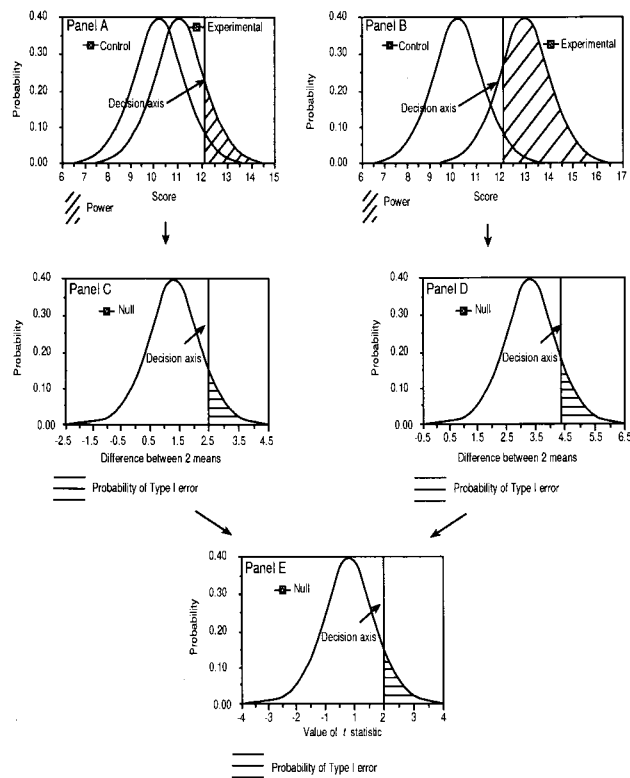 Panel A
Control
Experimental
Decision axis
Probability
0.40
0.30
0.20
0.10
0.00
6 7 8 9 10 11 12 13 14 15
Score
Power
Panel B
Control
Experimental
Decision axis
Probability
0.40
0.30
0.20
0.10
0.00
6 7 8 9 10 11 12 13 14 15 16 17
Score
Power
Panel C
Null
Decision axis
Probability
0.40
0.30
0.20
0.10
0.00
-2.5 -1.5 0.5 0.5 1.5 2.5 3.5 4.5
Difference between 2 means
Probability of Type I error
Panel D
Null
Decision axis
Probability
0.40
0.30
0.20
0.10
0.00
-0.5 0.5 1.5 2.5 3.5 4.5 5.5 6.5
Difference between 2 means
Probability of Type I error
Panel E
Null
Decision axis
Probability
0.40
0.30
0.20
0.10
0.00
-4 -3 -2 -1 1 2 3 4
Value of t statistic
Probability of Type I error